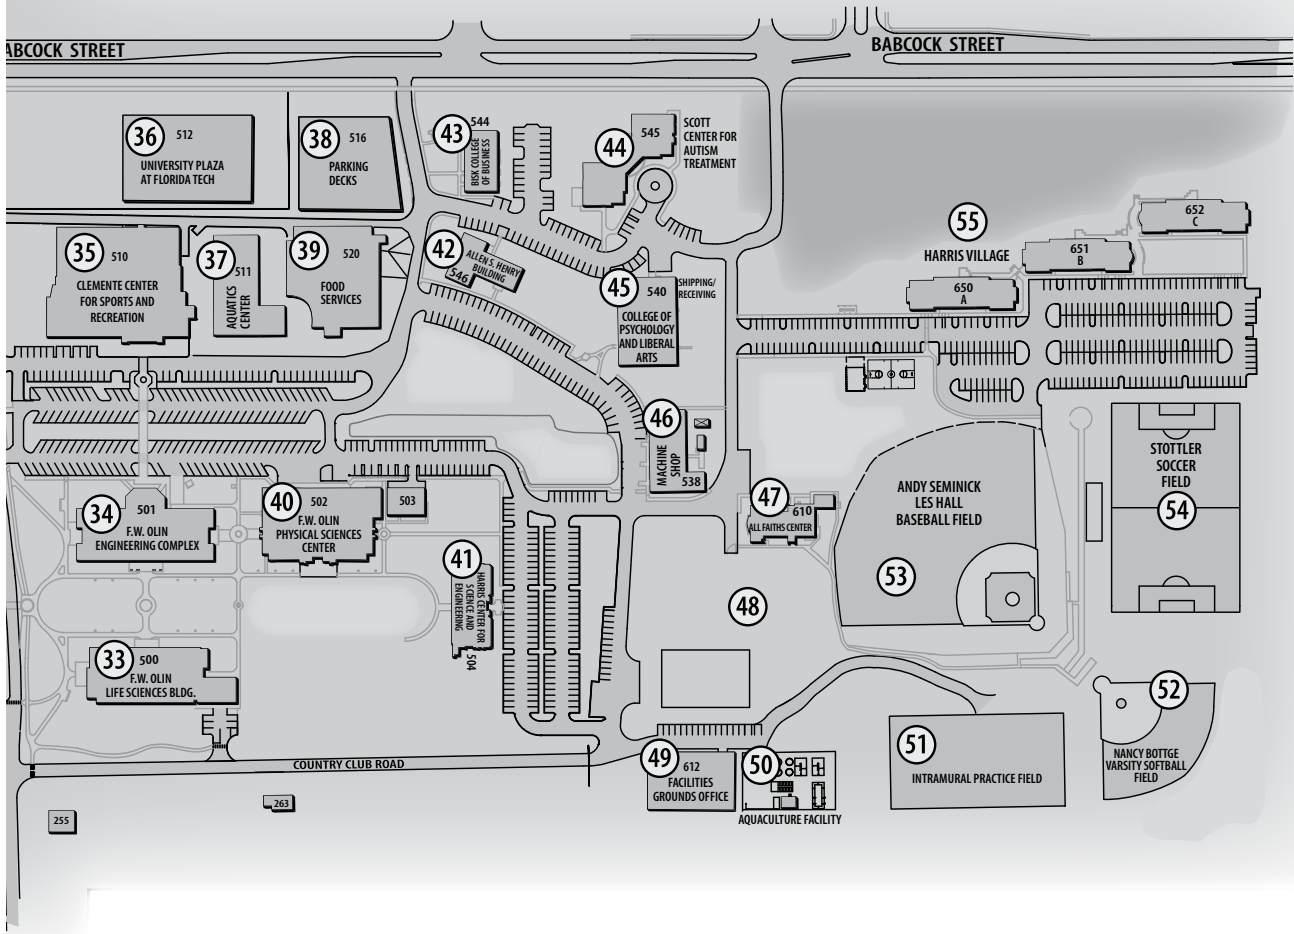 ABCOCK STREET
BABCOCK STREET
36
512
UNIVERSITY PLAZA
AT FLORIDA TECH
38
516
PARKING
DECKS
43
544
BISK COLLEGE
OF BUSINESS
44
545
SCOTT
CENTER FOR
AUTISM
TREATMENT
35
510
CLEMENTE CENTER
FOR SPORTS AND
RECREATION
37
511
AQUATICS
CENTER
39
520
FOOD
SERVICES
42
ALLEN S. HENRY
BUILDING
546
45
540
SHIPPING/
RECEIVING
COLLEGE OF
PSYCHOLOGY
AND LIBERAL
ARTS
55
HARRIS VILLAGE
652
C
651
B
650
A
46
MACHINE
SHOP
538
34
501
F.W. OLIN
ENGINEERING COMPLEX
40
502
F.W. OLIN
PHYSICAL SCIENCES
CENTER
503
41
HARRIS CENTER FOR
SCIENCE AND
ENGINEERING
504
47
610
ALL FAITHS CENTER
ANDY SEMINICK
LES HALL
BASEBALL FIELD
53
STOTTLER
SOCCER
FIELD
54
48
33
500
F.W. OLIN
LIFE SCIENCES BLDG.
52
NANCY BOTTGE
VARSITY SOFTBALL
FIELD
51
INTRAMURAL PRACTICE FIELD
49
612
FACILITIES
GROUNDS OFFICE
50
AQUACULTURE FACILITY
COUNTRY CLUB ROAD
263
255